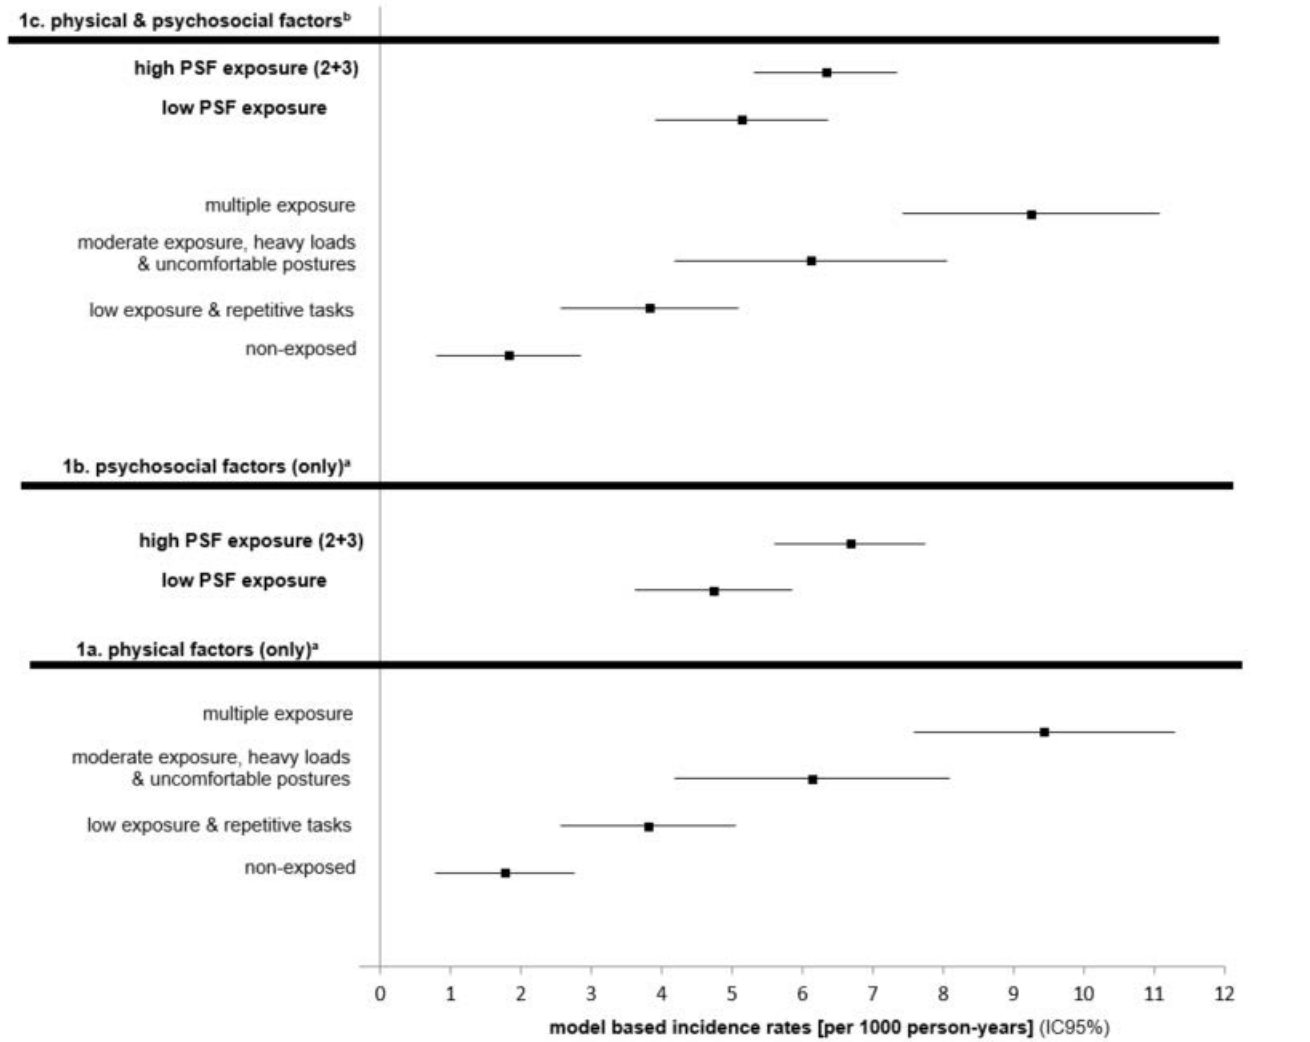 1c. physical & psychosocial factorsᵇ
high PSF exposure (2+3)
low PSF exposure
multiple exposure
moderate exposure, heavy loads
& uncomfortable postures
low exposure & repetitive tasks
non-exposed
1b. psychosocial factors (only)ᵃ
high PSF exposure (2+3)
low PSF exposure
1a. physical factors (only)ᵃ
multiple exposure
moderate exposure, heavy loads
& uncomfortable postures
low exposure & repetitive tasks
non-exposed
0 1 2 3 4 5 6 7 8 9 10 11 12
model based incidence rates [per 1000 person-years] (IC95%)